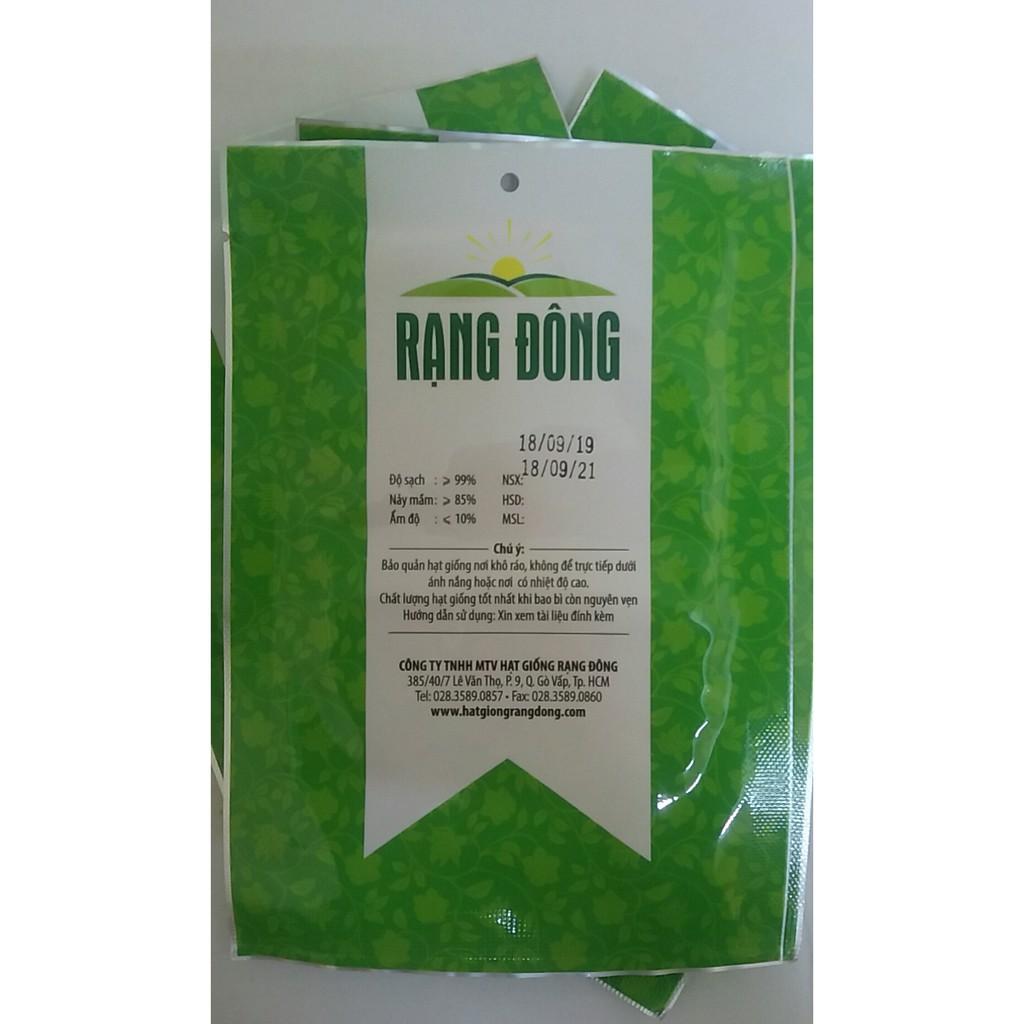 RẠNG ĐÔNG
18/09/19
18/09/21
Độ sạch : ⩾ 99% NSX:
Nảy mầm : ⩾ 85% HSD:
Ẩm độ : ⩽ 10% MSL:
Chú ý:
Bảo quản hạt giống nơi khô ráo, không để trực tiếp dưới
ánh nắng hoặc nơi có nhiệt độ cao.
Chất lượng hạt giống tốt nhất khi bao bì còn nguyên vẹn
Hướng dẫn sử dụng: Xin xem tài liệu đính kèm
CÔNG TY TNHH MTV HẠT GIỐNG RẠNG ĐÔNG
385/40/7 Lê Văn Thọ, P. 9, Q. Gò Vấp, Tp. HCM
Tel: 028.3589.0857 • Fax: 028.3589.0860
www.hatgiongrangdong.com